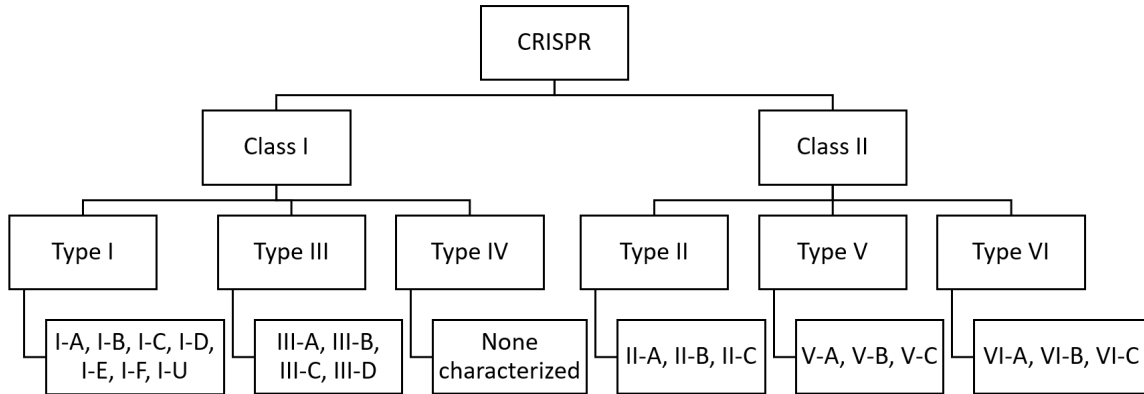 CRISPR
Class I
Class II
Type I
Type III
Type IV
Type II
Type V
Type VI
I-A, I-B, I-C, I-D,
I-E, I-F, I-U
III-A, III-B,
III-C, III-D
None
characterized
II-A, II-B, II-C
V-A, V-B, V-C
VI-A, VI-B, VI-C